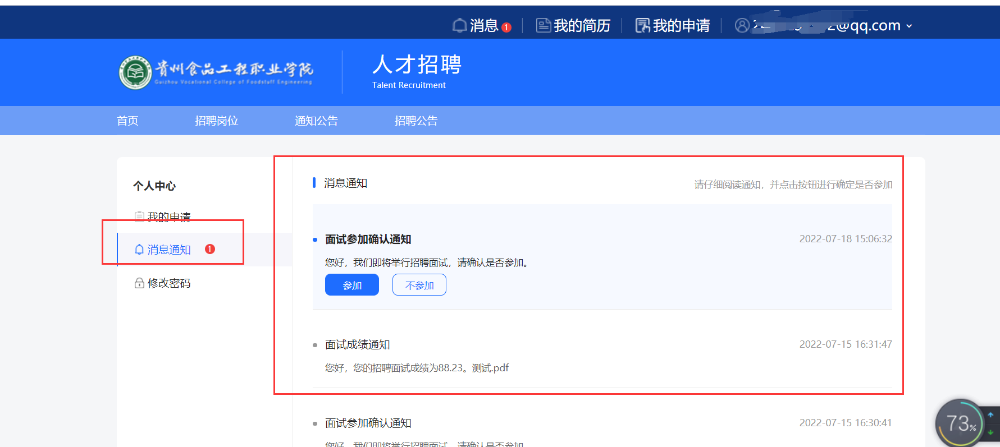 消息 1 我的简历 我的申请 2@qq.com
贵州食品工程职业学院
Guizhou Vocational College of Foodstuff Engineering
人才招聘
Talent Recruitment
首页 招聘岗位 通知公告 招聘公告
个人中心
我的申请
消息通知 1
修改密码
消息通知
请仔细阅读通知，并点击按钮进行确定是否参加
面试参加确认通知 2022-07-18 15:06:32
您好，我们即将举行招聘面试，请确认是否参加。
参加 不参加
面试成绩通知 2022-07-15 16:31:47
您好，您的招聘面试成绩为88.23。测试.pdf
面试参加确认通知 2022-07-15 16:30:41
您好，我们即将举行招聘面试，请确认是否参加
73%